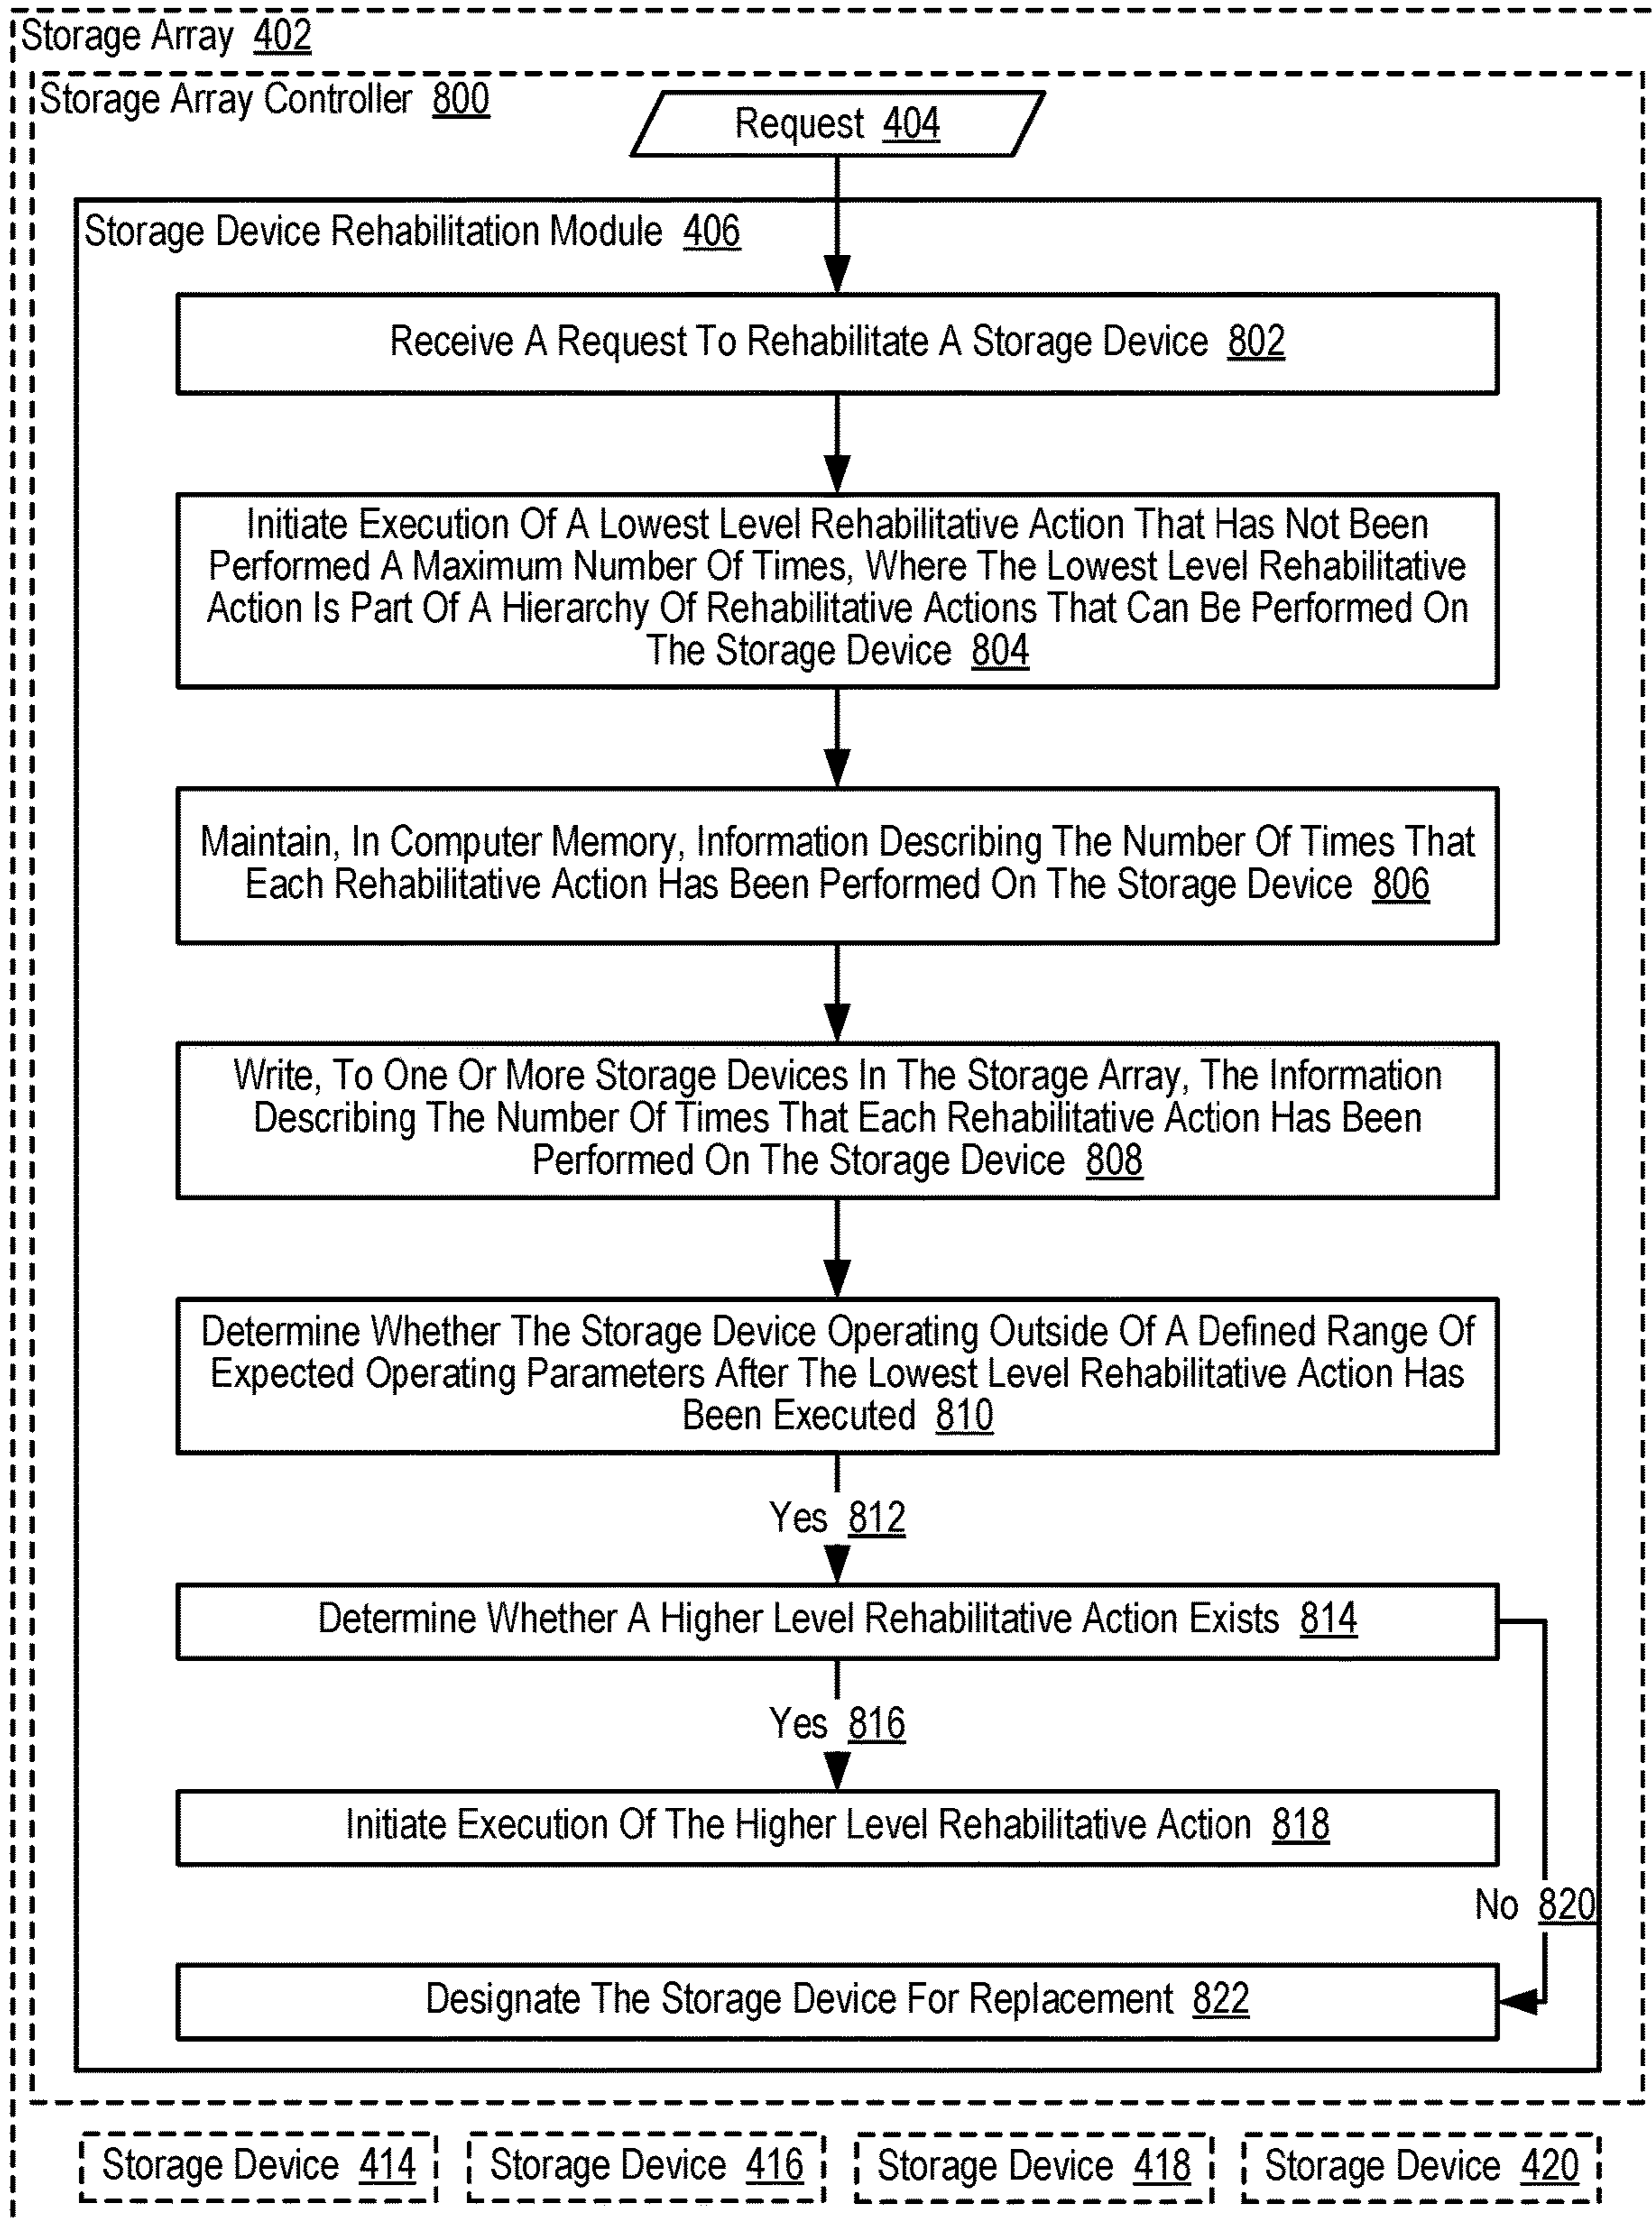 Storage Array 402
Storage Array Controller 800
Request 404
Storage Device Rehabilitation Module 406
Receive A Request To Rehabilitate A Storage Device 802
Initiate Execution Of A Lowest Level Rehabilitative Action That Has Not Been
Performed A Maximum Number Of Times, Where The Lowest Level Rehabilitative
Action Is Part Of A Hierarchy Of Rehabilitative Actions That Can Be Performed On
The Storage Device 804
Maintain, In Computer Memory, Information Describing The Number Of Times That
Each Rehabilitative Action Has Been Performed On The Storage Device 806
Write, To One Or More Storage Devices In The Storage Array, The Information
Describing The Number Of Times That Each Rehabilitative Action Has Been
Performed On The Storage Device 808
Determine Whether The Storage Device Operating Outside Of A Defined Range Of
Expected Operating Parameters After The Lowest Level Rehabilitative Action Has
Been Executed 810
Yes 812
Determine Whether A Higher Level Rehabilitative Action Exists 814
Yes 816
Initiate Execution Of The Higher Level Rehabilitative Action 818
No 820
Designate The Storage Device For Replacement 822
Storage Device 414
Storage Device 416
Storage Device 418
Storage Device 420